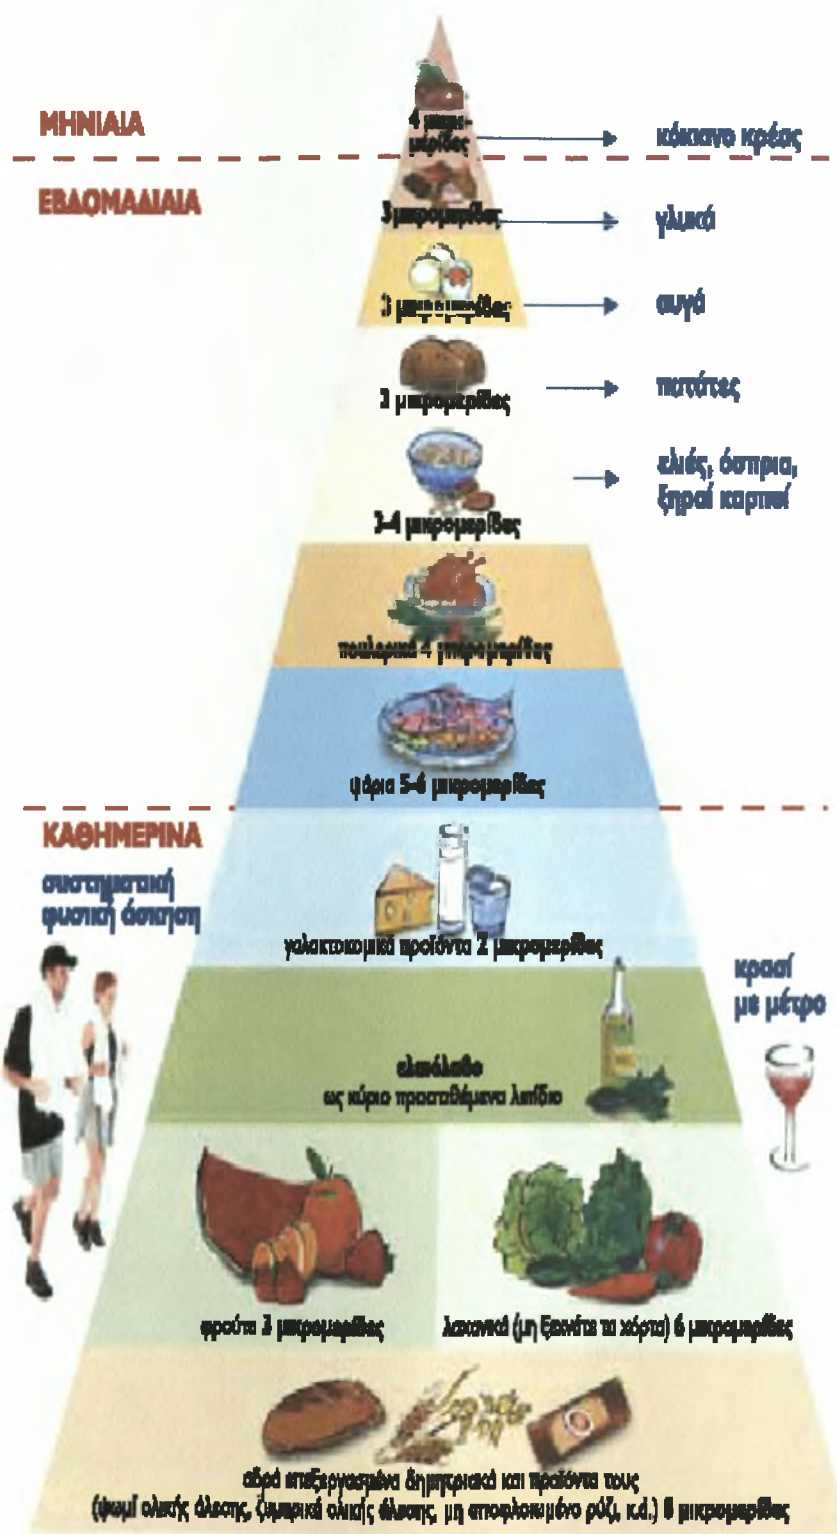 ΜΗΝΙΑΙΑ
4 μικρο-
μερίδες
κόκκινο κρέας
ΕΒΔΟΜΑΔΙΑΙΑ
3 μικρομερίδες
γλυκά
3 μικρομερίδες
αυγά
3 μικρομερίδες
πατάτες
3-4 μικρομερίδες
ελιές, όσπρια,
ξηροί καρποί
πουλερικά 4 μικρομερίδες
ψάρια 5-6 μικρομερίδες
ΚΑΘΗΜΕΡΙΝΑ
συστηματική
φυσική άσκηση
γαλακτοκομικά προϊόντα 2 μικρομερίδες
κρασί
με μέτρο
ελαιόλαδο
ως κύριο προστιθέμενο λιπίδιο
φρούτα 3 μικρομερίδες
λαχανικά (μη ξεχνάτε τα χόρτα) 6 μικρομερίδες
αδρά επεξεργασμένα δημητριακά και προϊόντα τους
(ψωμί ολικής άλεσης, ζυμαρικά ολικής άλεσης, μη αποφλοιωμένο ρύζι, κ.ά.) 8 μικρομερίδες